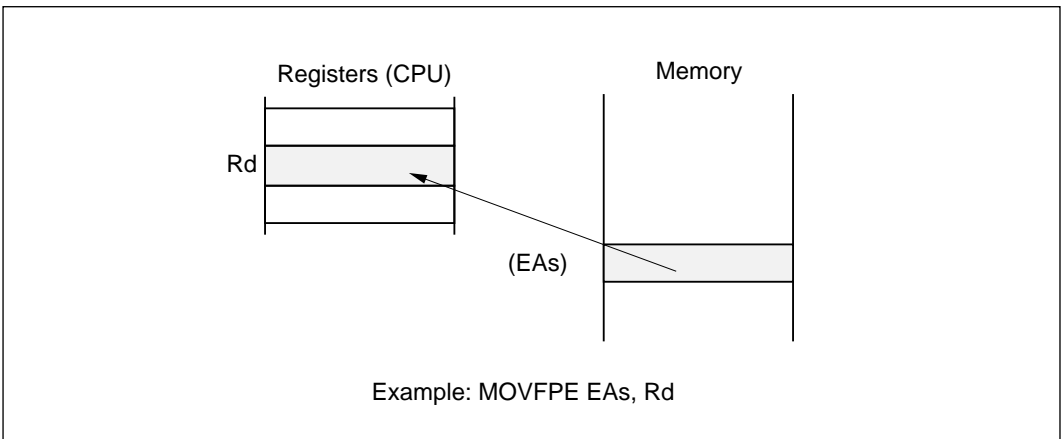 Registers (CPU)
Memory
Rd
(EAs)
Example: MOVFPE EAs, Rd